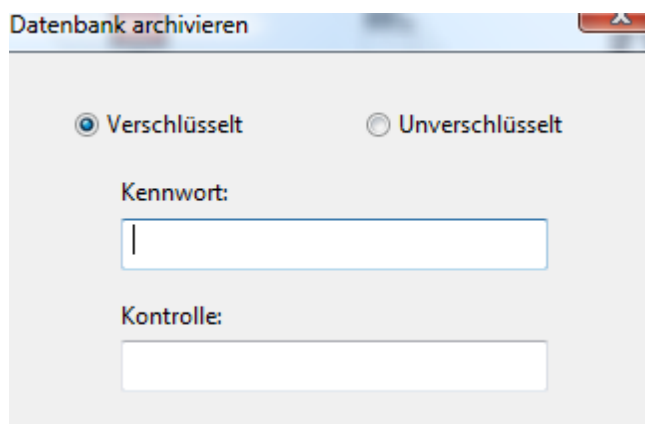 Datenbank archivieren
Verschlüsselt Unverschlüsselt
Kennwort:
Kontrolle: